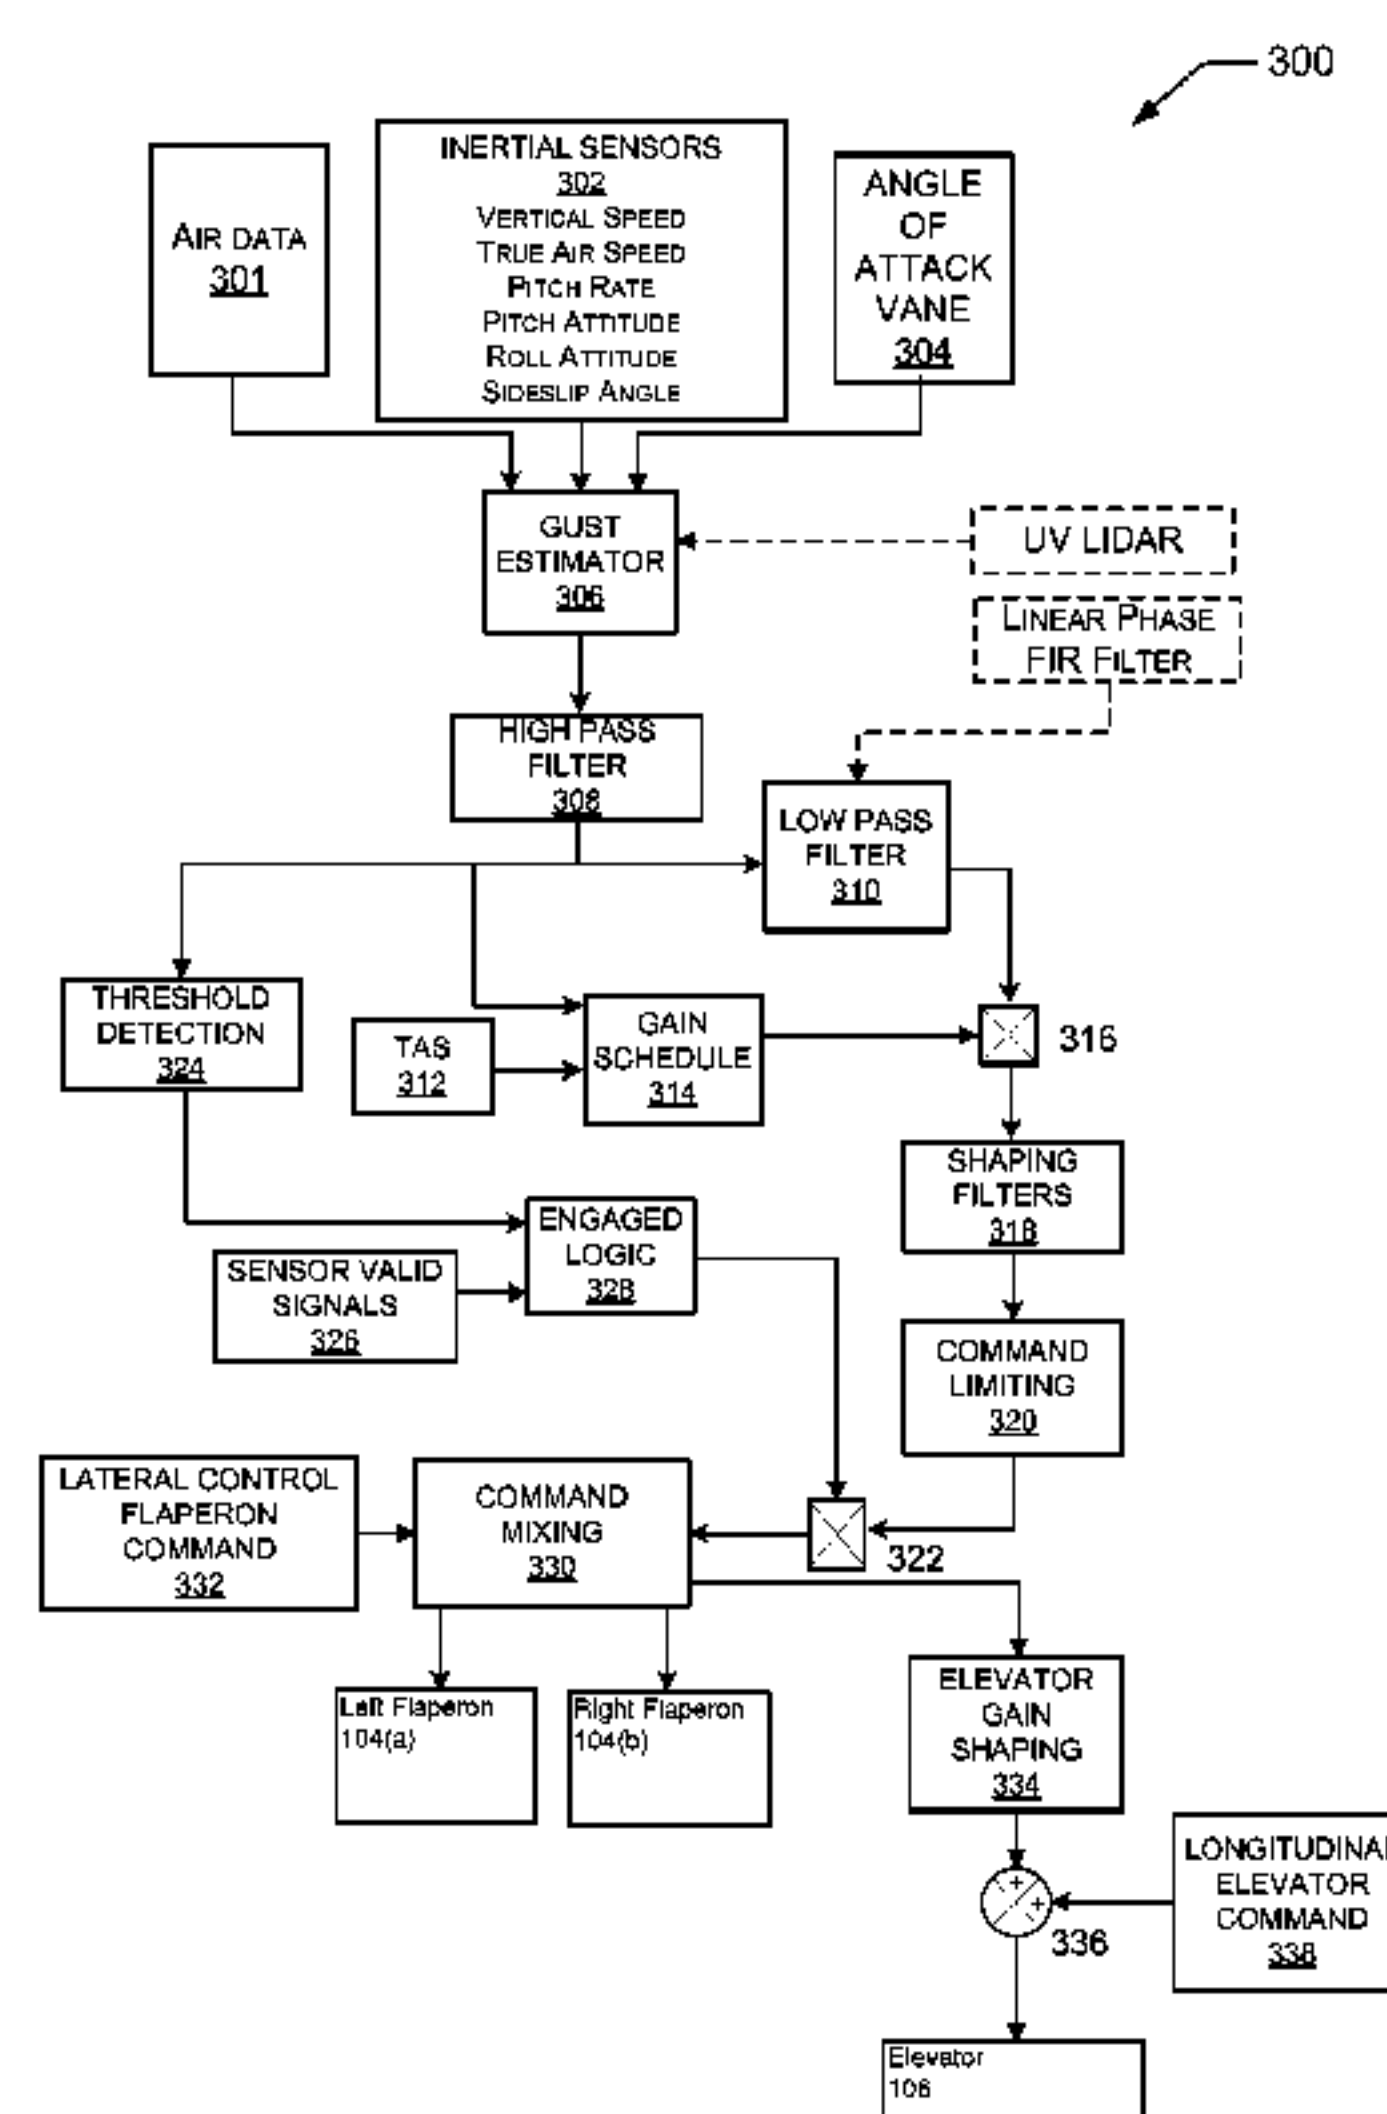 300
AIR DATA
301
INERTIAL SENSORS
302
VERTICAL SPEED
TRUE AIR SPEED
PITCH RATE
PITCH ATTITUDE
ROLL ATTITUDE
SIDESLIP ANGLE
ANGLE
OF
ATTACK
VANE
304
GUST
ESTIMATOR
306
UV LIDAR
LINEAR PHASE
FIR FILTER
HIGH PASS
FILTER
308
LOW PASS
FILTER
310
THRESHOLD
DETECTION
324
TAS
312
GAIN
SCHEDULE
314
316
SHAPING
FILTERS
318
ENGAGED
LOGIC
328
SENSOR VALID
SIGNALS
326
COMMAND
LIMITING
320
LATERAL CONTROL
FLAPERON
COMMAND
332
COMMAND
MIXING
330
322
Left Flaperon
104(a)
Right Flaperon
104(b)
ELEVATOR
GAIN
SHAPING
334
+
+
336
LONGITUDINAL
ELEVATOR
COMMAND
338
Elevator
106